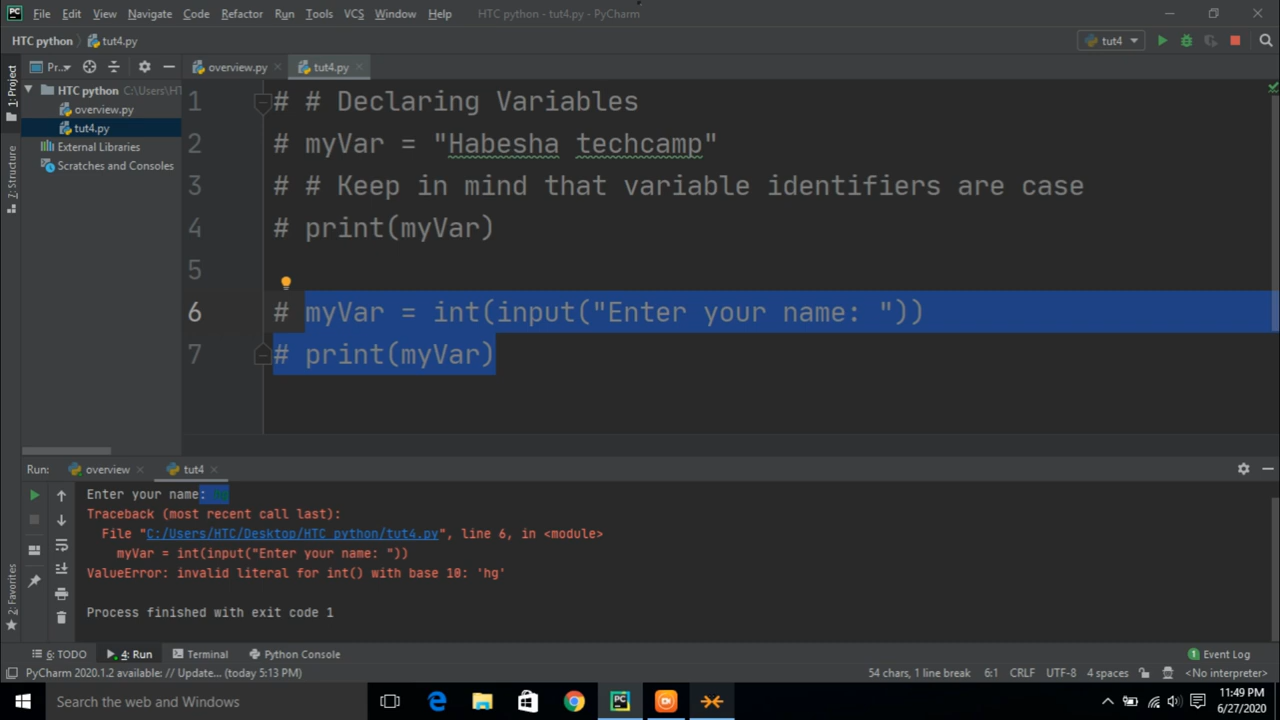 File Edit View Navigate Code Refactor Run Tools VCS Window Help HTC python - tut4.py - PyCharm
HTC python tut4.py tut4
1: Project
Pr... overview.py tut4.py
HTC python C:\Users\HT
overview.py
tut4.py
External Libraries
Scratches and Consoles
7: Structure
1 # # Declaring Variables
2 # myVar = "Habesha techcamp"
3 # # Keep in mind that variable identifiers are case
4 # print(myVar)
5
6 # myVar = int(input("Enter your name: "))
7 # print(myVar)
Run: overview tut4
Enter your name: hg
Traceback (most recent call last):
File "C:/Users/HTC/Desktop/HTC python/tut4.py", line 6, in <module>
myVar = int(input("Enter your name: "))
ValueError: invalid literal for int() with base 10: 'hg'
Process finished with exit code 1
2: Favorites
6: TODO 4: Run Terminal Python Console 1 Event Log
PyCharm 2020.1.2 available: // Update... (today 5:13 PM) 54 chars, 1 line break 6:1 CRLF UTF-8 4 spaces <No interpreter>
Search the web and Windows
11:49 PM
6/27/2020